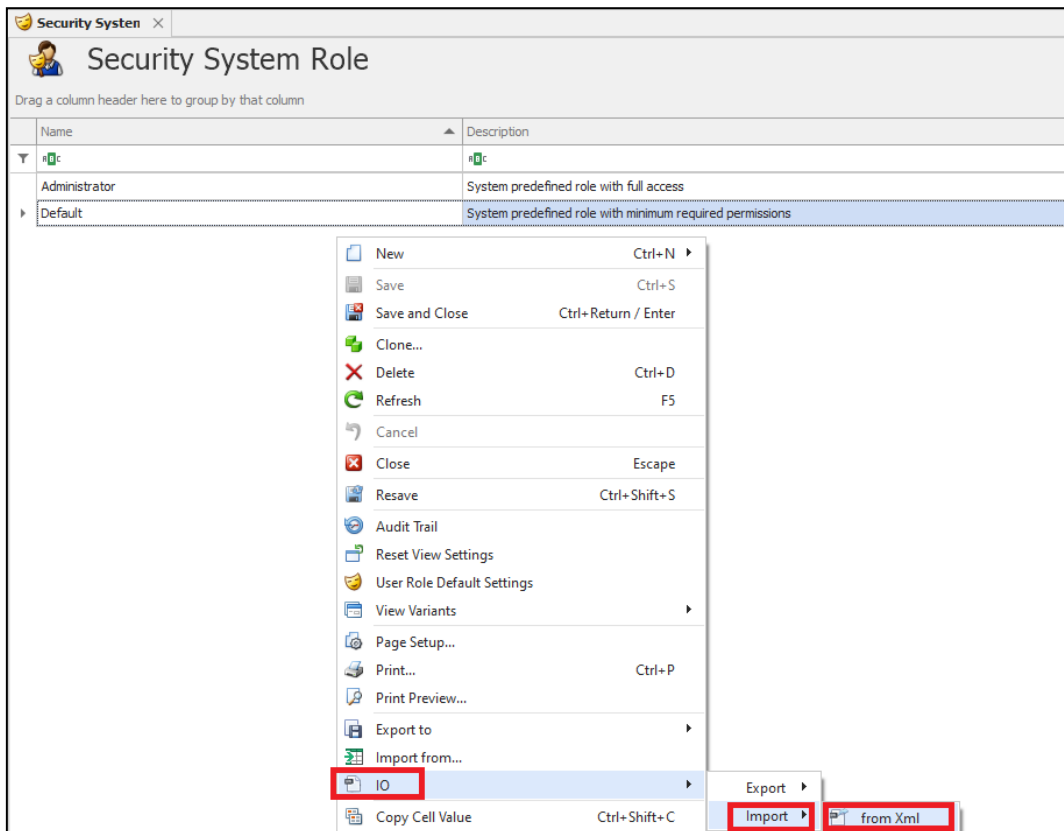 Security System
Security System Role
Drag a column header here to group by that column
Name Description
Administrator System predefined role with full access
Default System predefined role with minimum required permissions
New Ctrl+N
Save Ctrl+S
Save and Close Ctrl+Return / Enter
Clone...
Delete Ctrl+D
Refresh F5
Cancel
Close Escape
Resave Ctrl+Shift+S
Audit Trail
Reset View Settings
User Role Default Settings
View Variants
Page Setup...
Print... Ctrl+P
Print Preview...
Export to
Import from...
IO Export
Copy Cell Value Ctrl+Shift+C Import from Xml